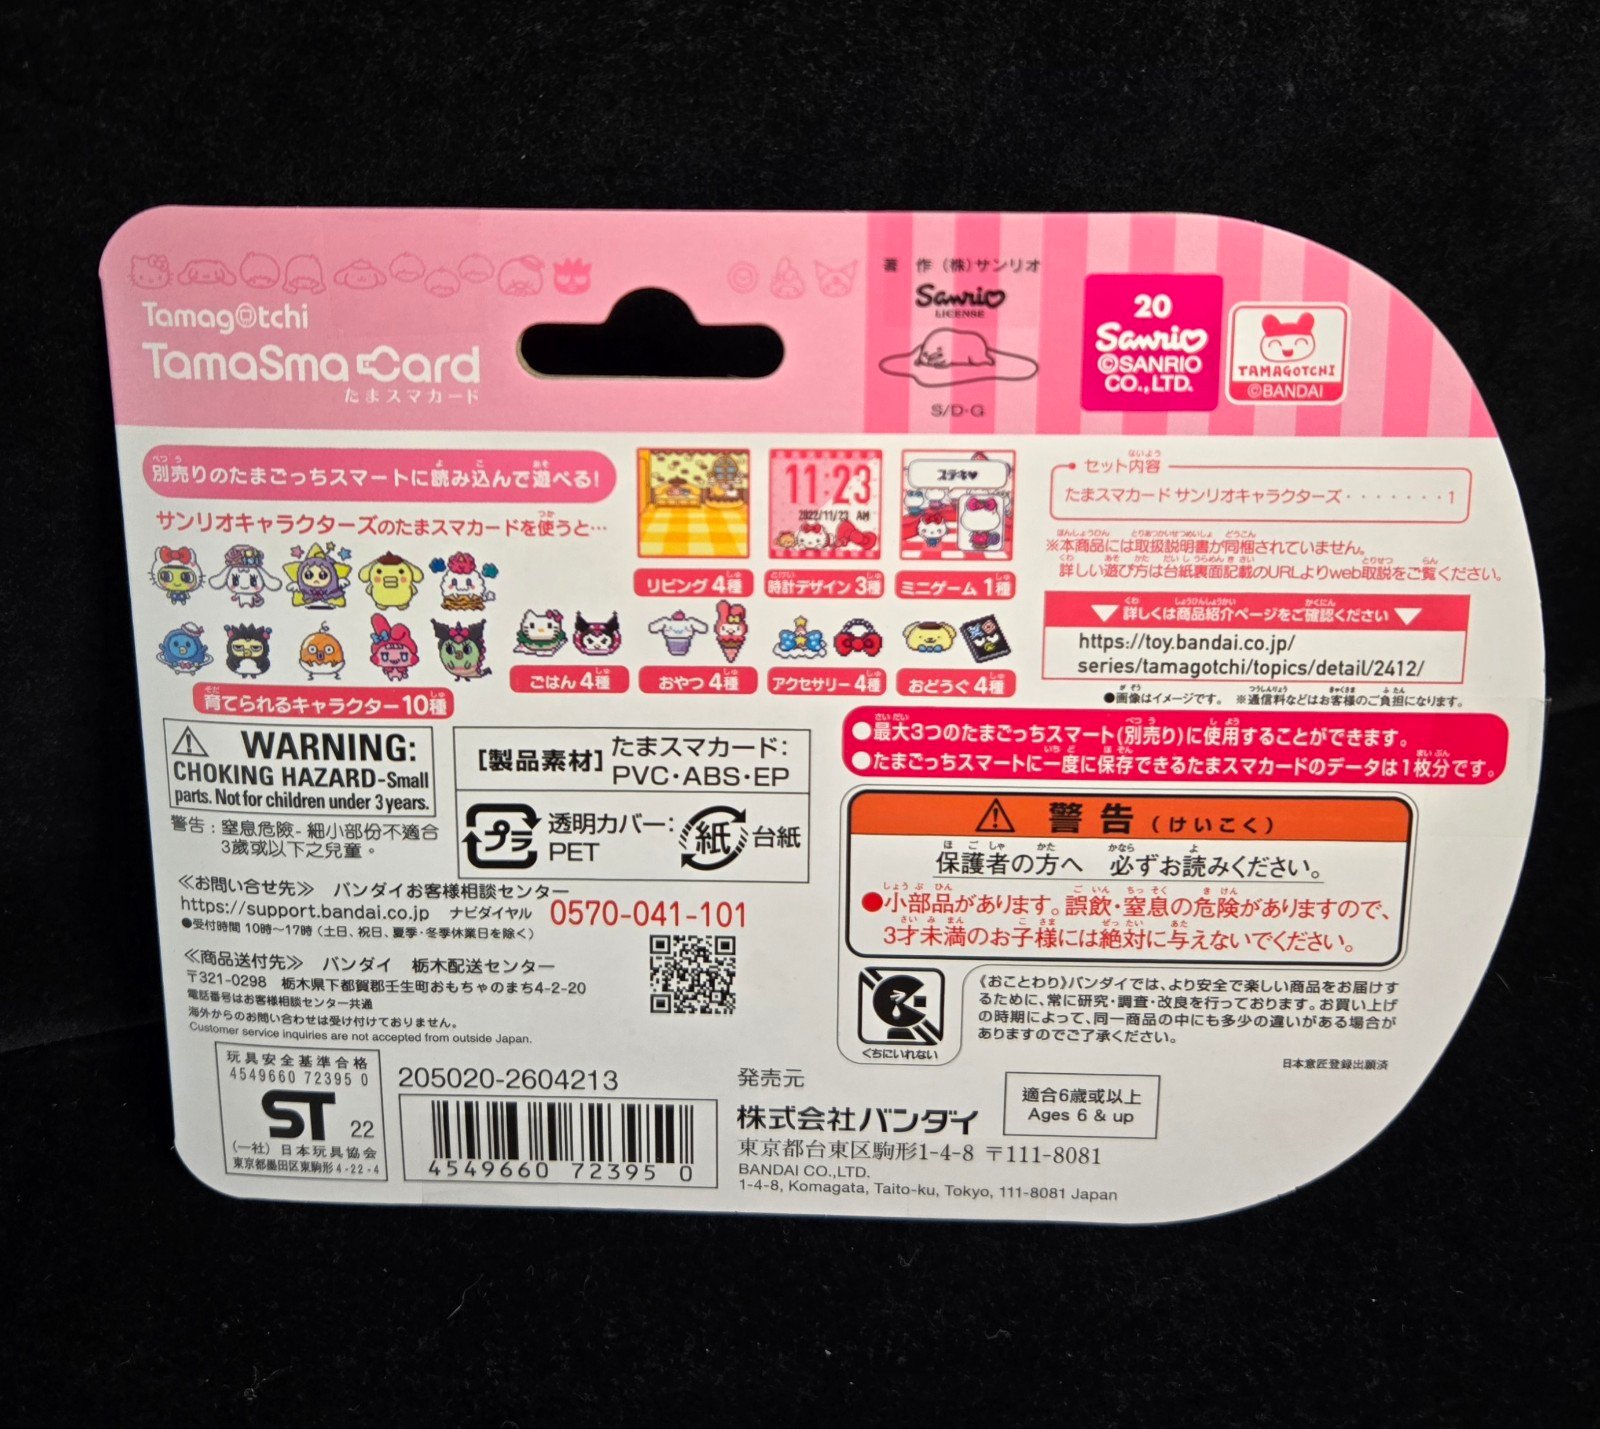 Tamagotchi
TamaSma Card
たまスマカード
著 作 (株)サンリオ
Sanrio
LICENSE
S/D·G
20
Sanrio
©SANRIO
CO.,LTD.
TAMAGOTCHI
©BANDAI
別売りのたまごっちスマートに読み込んで遊べる!
サンリオキャラクターズのたまスマカードを使うと…
育てられるキャラクター10種
11:23
2022/11/23 AM
ステキ♥
リビング 4種
時計デザイン 3種
ミニゲーム 1種
ごはん 4種
おやつ 4種
アクセサリー 4種
おどうぐ 4種
セット内容
たまスマカード サンリオキャラクターズ・・・・・・・1
※本商品には取扱説明書が同梱されていません。
詳しい遊び方は台紙裏面記載のURLよりweb取説をご覧ください。
▼ 詳しくは商品紹介ページをご確認ください ▼
https://toy.bandai.co.jp/
series/tamagotchi/topics/detail/2412/
●画像はイメージです。 ※通信料などはお客様のご負担になります。
●最大3つのたまごっちスマート(別売り)に使用することができます。
●たまごっちスマートに一度に保存できるたまスマカードのデータは1枚分です。
WARNING:
CHOKING HAZARD-Small
parts. Not for children under 3 years.
警告：窒息危險- 細小部份不適合
3歲或以下之兒童。
[製品素材] たまスマカード：
PVC・ABS・EP
プラ
透明カバー：
PET
紙
台紙
警告 (けいこく)
保護者の方へ 必ずお読みください。
●小部品があります。誤飲・窒息の危険がありますので、
3才未満のお子様には絶対に与えないでください。
くちにいれない
《おことわり》バンダイでは、より安全で楽しい商品をお届けす
るために、常に研究・調査・改良を行っております。お買い上げ
の時期によって、同一商品の中にも多少の違いがある場合が
ありますのでご了承ください。
日本意匠登録出願済
≪お問い合せ先≫ バンダイお客様相談センター
https://support.bandai.co.jp ナビダイヤル 0570-041-101
●受付時間 10時〜17時 (土日、祝日、夏季・冬季休業日を除く)
≪商品送付先≫ バンダイ 栃木配送センター
〒321-0298 栃木県下都賀郡壬生町おもちゃのまち4-2-20
電話番号はお客様相談センター共通
海外からのお問い合わせは受け付けておりません。
Customer service inquiries are not accepted from outside Japan.
玩具安全基準合格
4549660 72395 0
ST 22
(一社) 日本玩具協会
東京都墨田区東駒形4-22-4
205020-2604213
4549660 72395 0
発売元
株式会社バンダイ
東京都台東区駒形1-4-8 〒111-8081
BANDAI CO.,LTD.
1-4-8, Komagata, Taito-ku, Tokyo, 111-8081 Japan
適合6歲或以上
Ages 6 & up